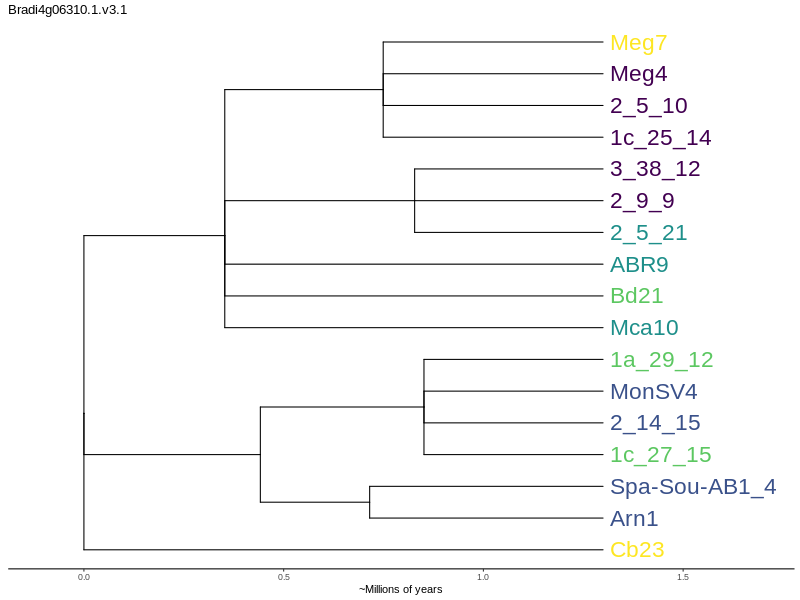 Bradi4g06310.1.v3.1
Meg7
Meg4
2_5_10
1c_25_14
3_38_12
2_9_9
2_5_21
ABR9
Bd21
Mca10
1a_29_12
MonSV4
2_14_15
1c_27_15
Spa-Sou-AB1_4
Arn1
Cb23
0.0 0.5 1.0 1.5
~Millions of years